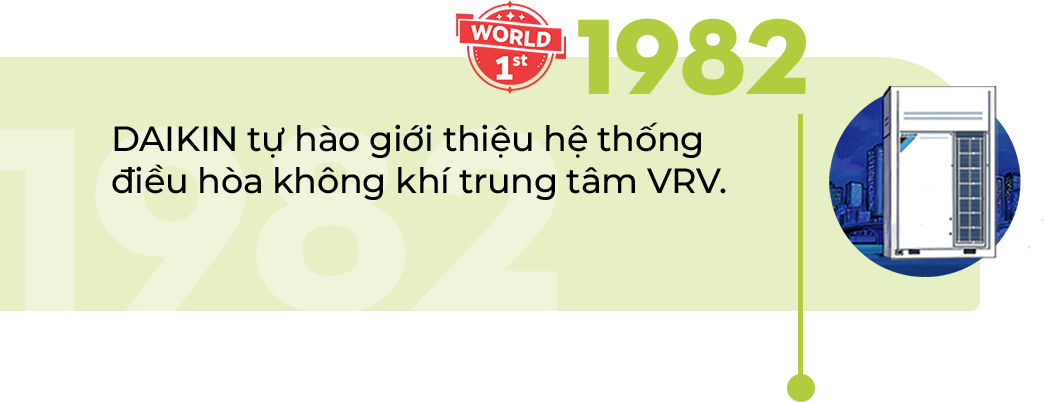 WORLD
1st
1982
DAIKIN tự hào giới thiệu hệ thống
điều hòa không khí trung tâm VRV.
1982